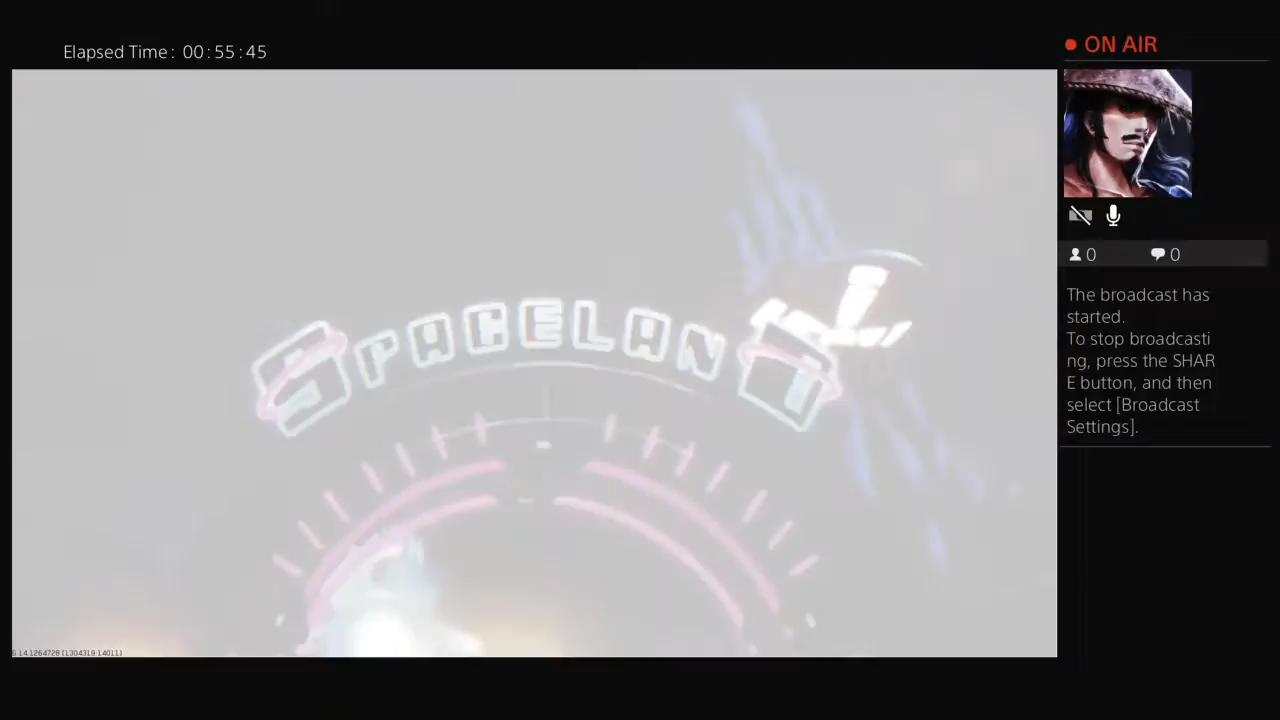 Elapsed Time: 00:55:45
ON AIR
SPACELAND
0 0
The broadcast has
started.
To stop broadcasti
ng, press the SHAR
E button, and then
select [Broadcast
Settings].